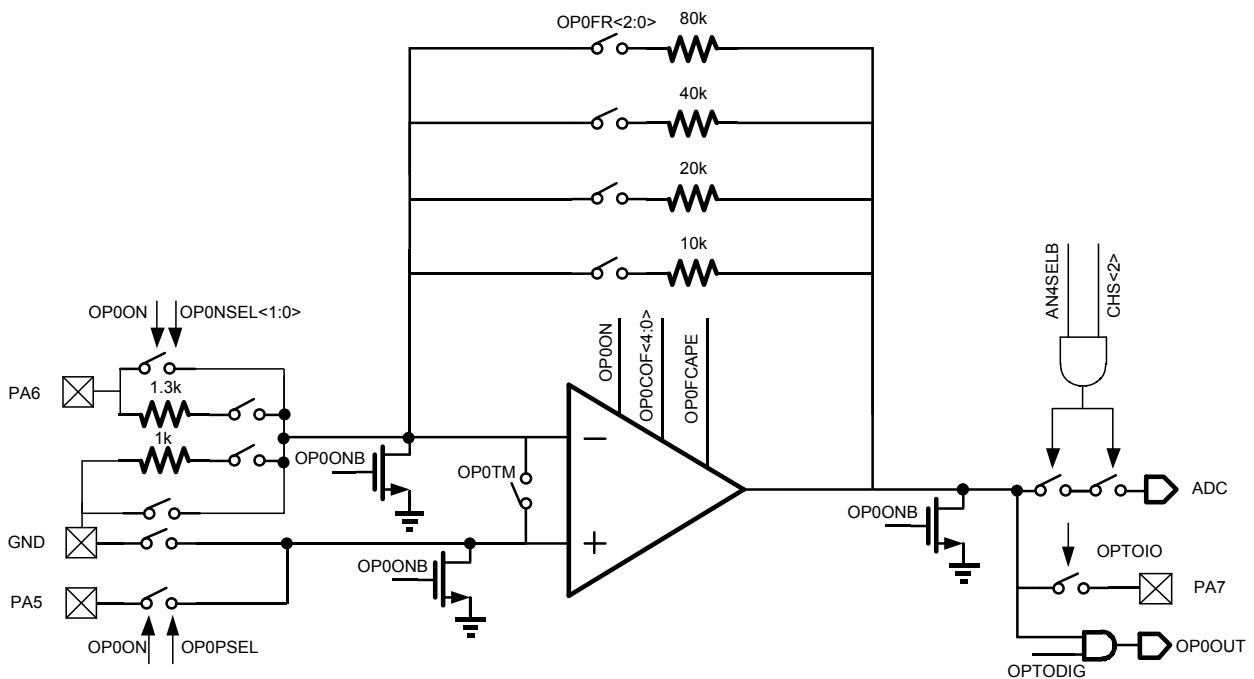 OP0FR<2:0>
80k
40k
20k
10k
AN4SELB
CHS<2>
OP0ON
OP0NSEL<1:0>
OP0ON
OP0COF<4:0>
OP0FCAPE
PA6
1.3k
1k
OP0ONB
OP0TM
ADC
OP0ONB
GND
OP0ONB
OPTOIO
PA5
PA7
OP0ON
OP0PSEL
OPTODIG
OP0OUT